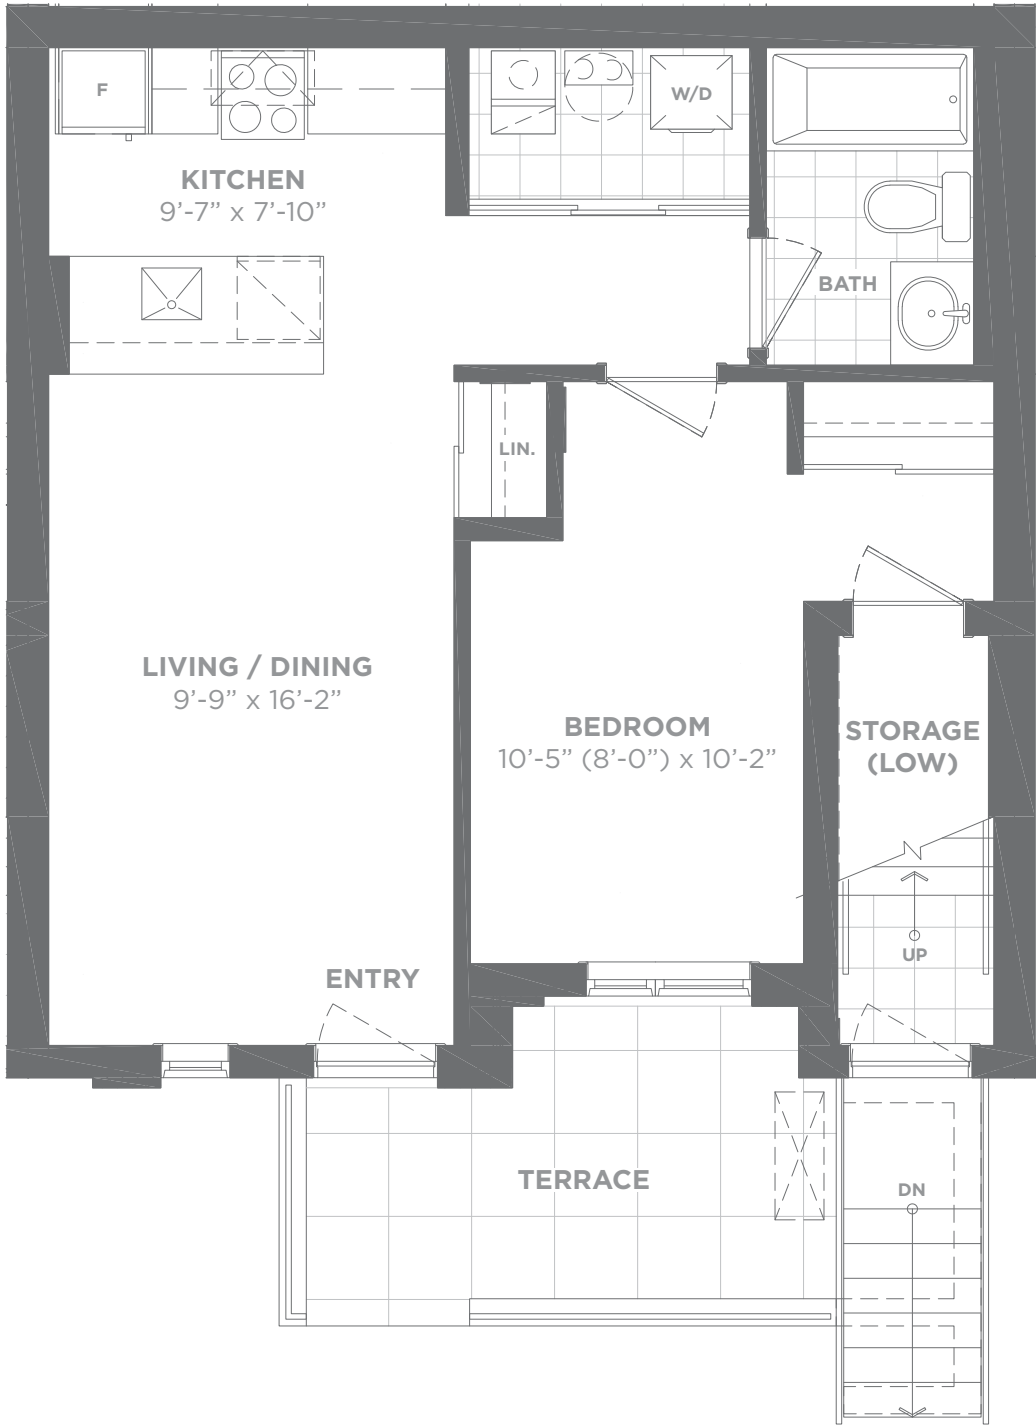 F
W/D
KITCHEN
9’-7” x 7’-10”
BATH
LIN.
LIVING / DINING
9’-9” x 16’-2”
BEDROOM
10’-5” (8’-0”) x 10’-2”
STORAGE
(LOW)
UP
ENTRY
TERRACE
DN